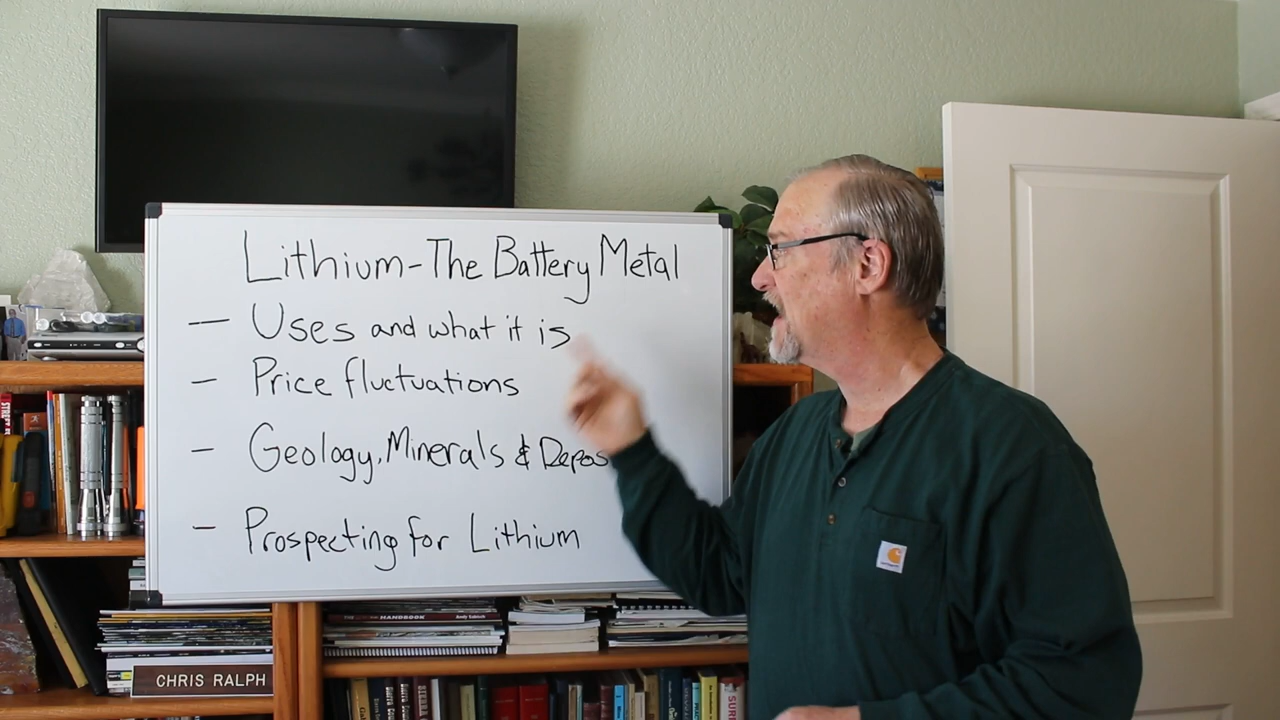 Lithium-The Battery Metal
— Uses and what it is
- Price fluctuations
- Geology, Minerals & Depos
- Prospecting for Lithium
HANDBOOK
CHRIS RALPH